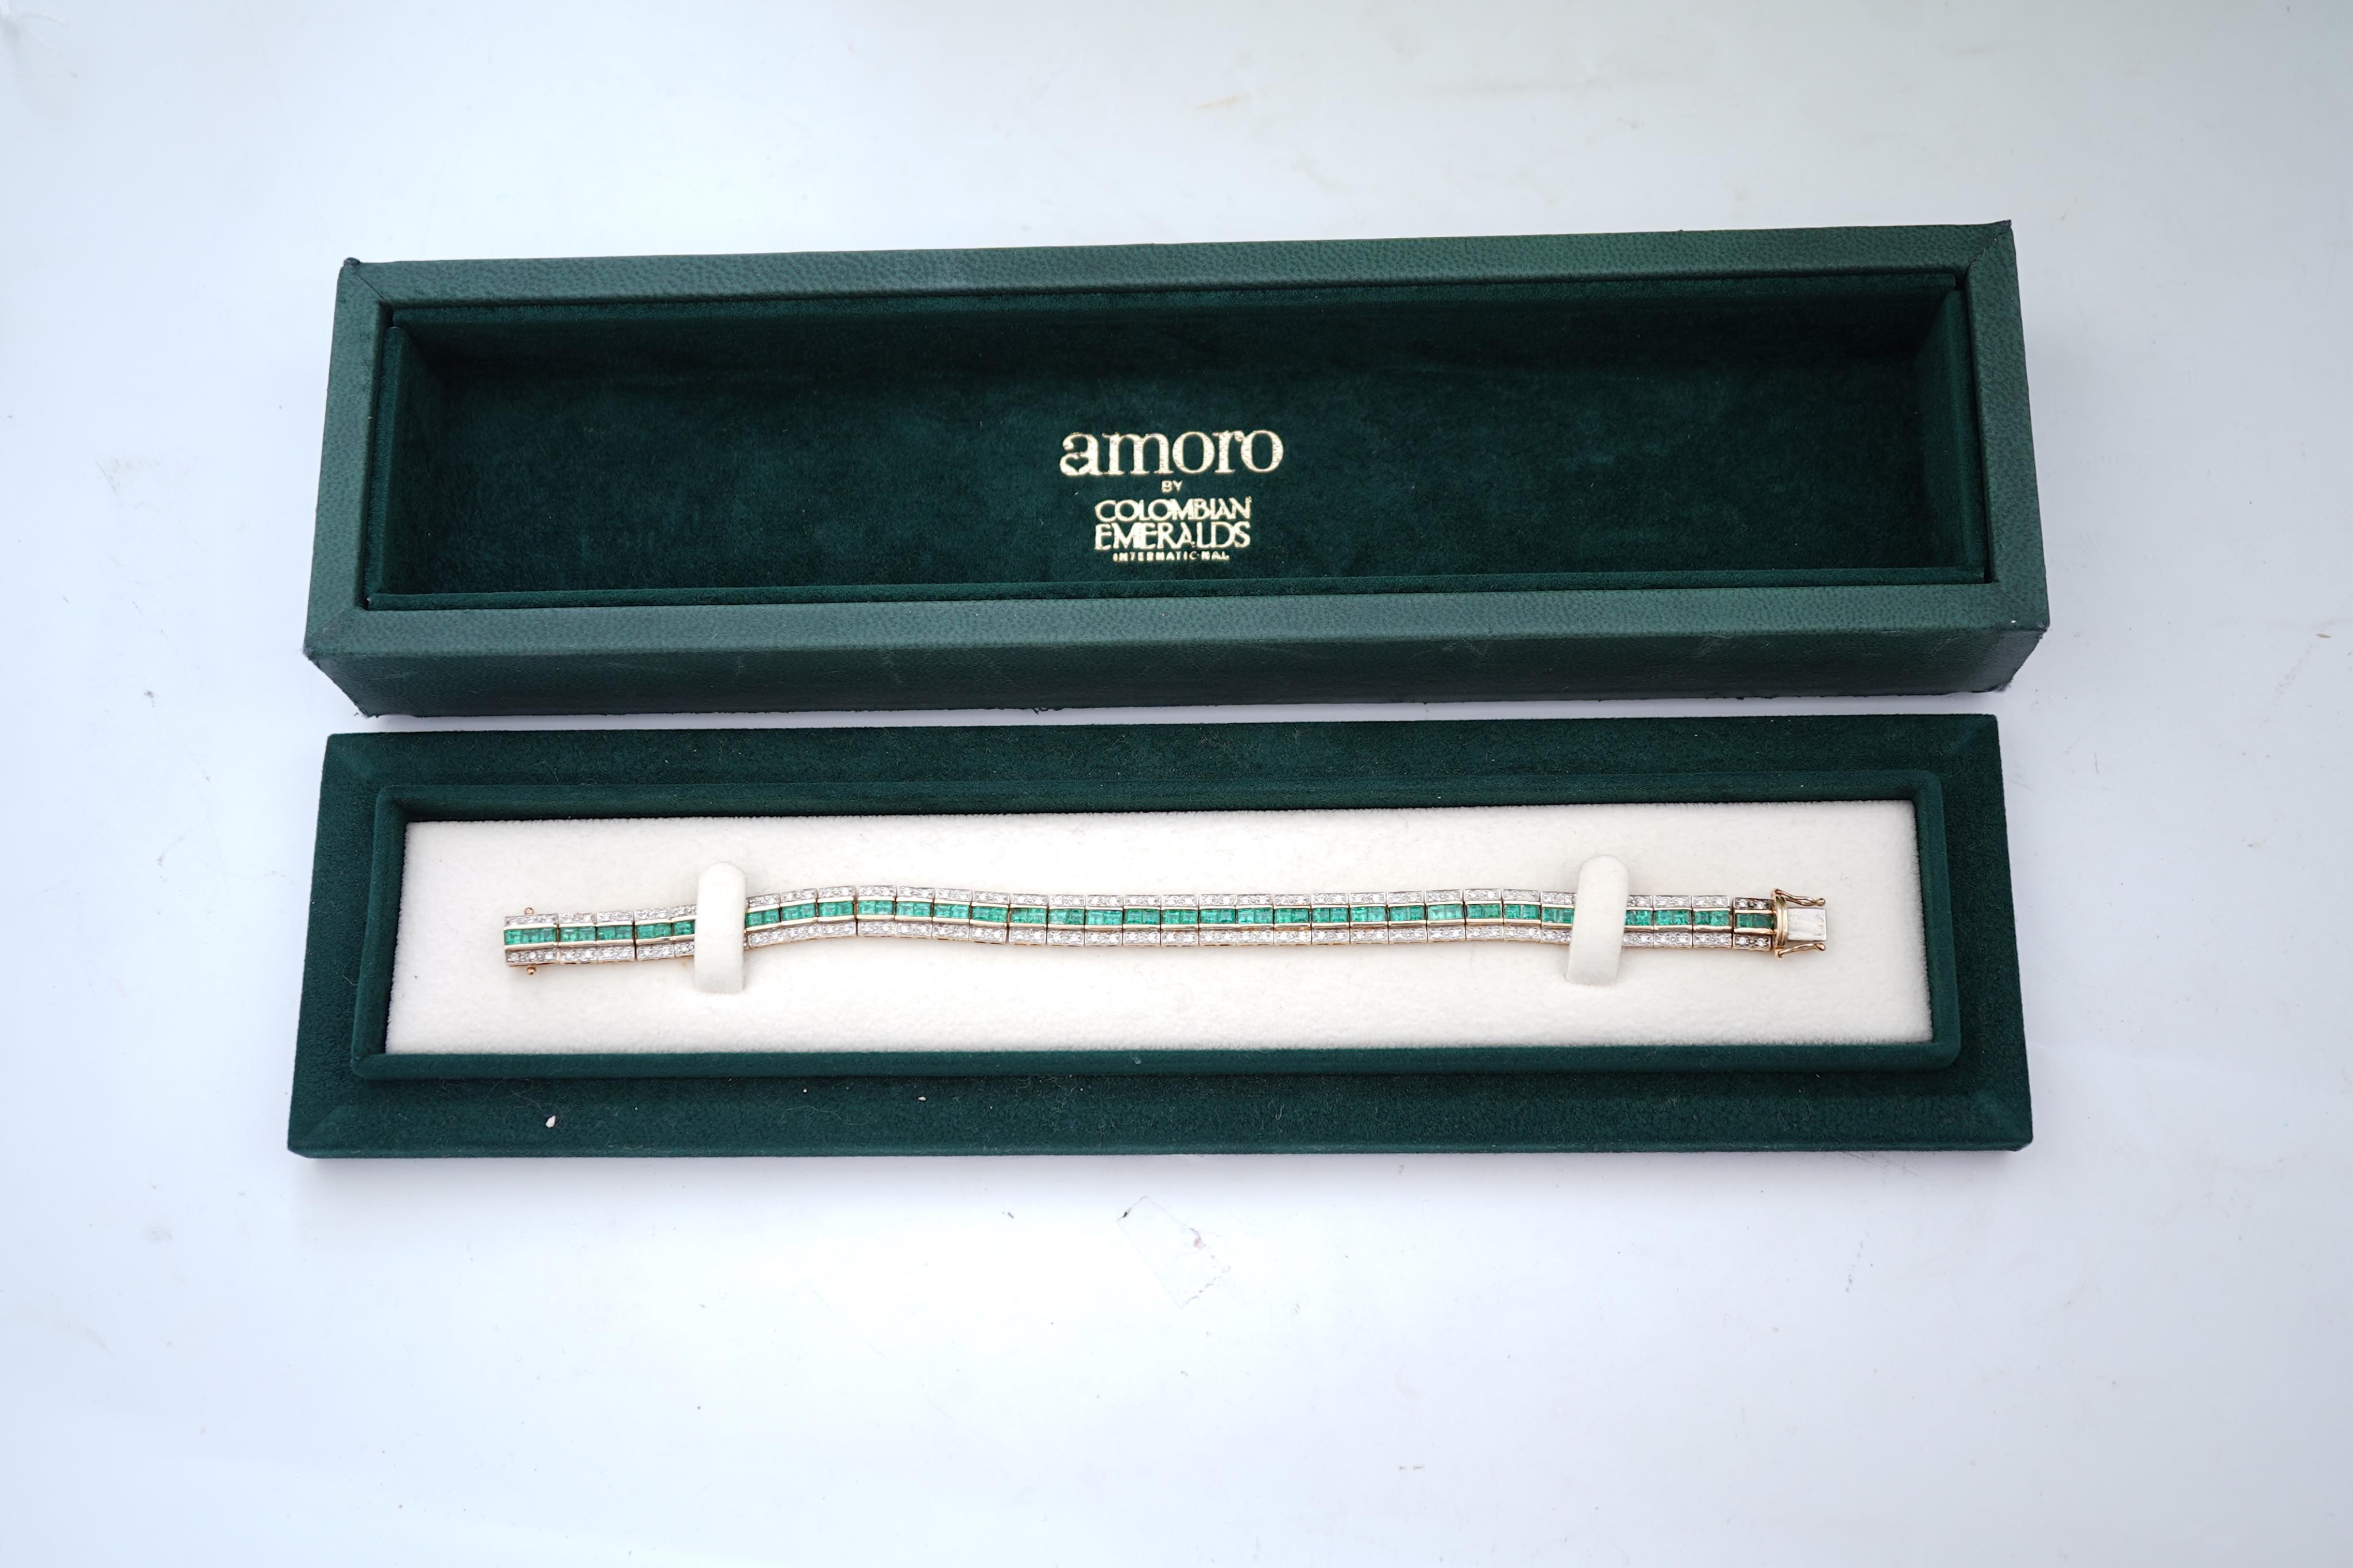 amoro
BY
COLOMBIAN
EMERALDS
INTERNATIONAL